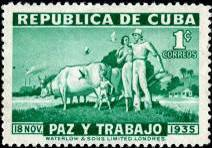 REPUBLICA DE CUBA
1¢
CORREOS
18 NOV. PAZ Y TRABAJO 1935
WATERLOW & SONS LIMITED, LONDRES.